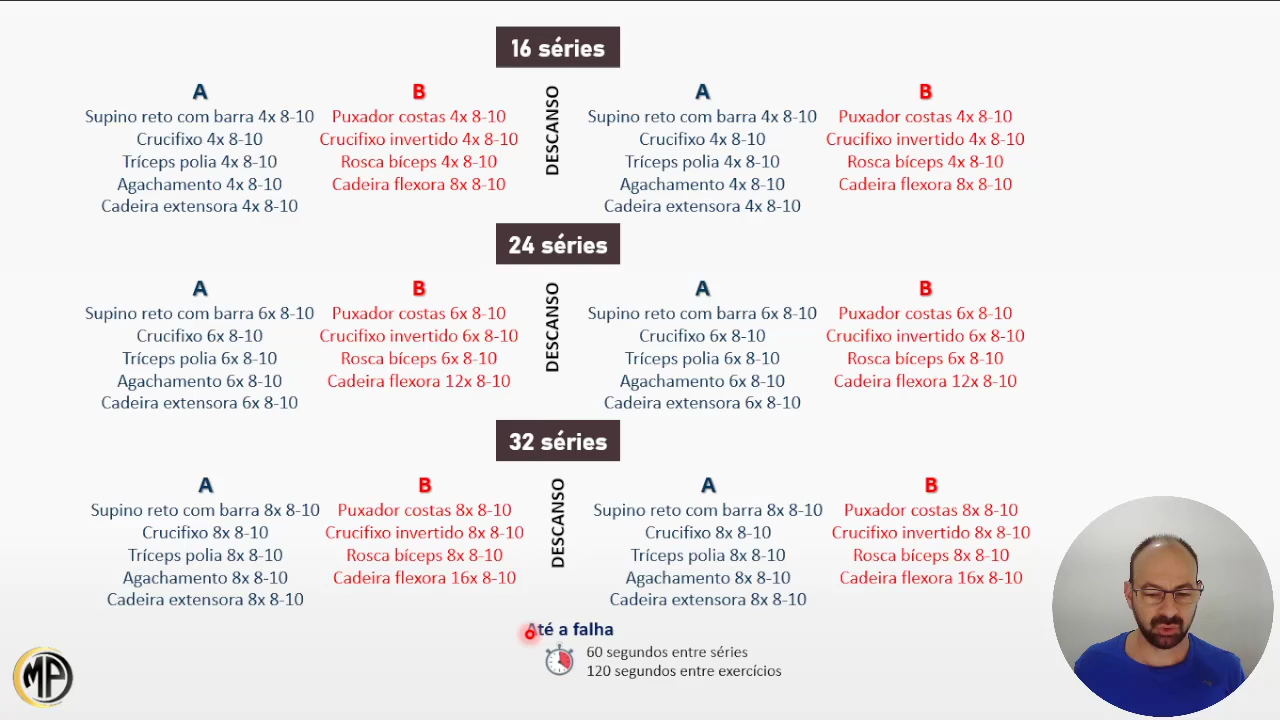 16 séries
A
Supino reto com barra 4x 8-10
Crucifixo 4x 8-10
Tríceps polia 4x 8-10
Agachamento 4x 8-10
Cadeira extensora 4x 8-10
B
Puxador costas 4x 8-10
Crucifixo invertido 4x 8-10
Rosca bíceps 4x 8-10
Cadeira flexora 8x 8-10
DESCANSO
A
Supino reto com barra 4x 8-10
Crucifixo 4x 8-10
Tríceps polia 4x 8-10
Agachamento 4x 8-10
Cadeira extensora 4x 8-10
B
Puxador costas 4x 8-10
Crucifixo invertido 4x 8-10
Rosca bíceps 4x 8-10
Cadeira flexora 8x 8-10
24 séries
A
Supino reto com barra 6x 8-10
Crucifixo 6x 8-10
Tríceps polia 6x 8-10
Agachamento 6x 8-10
Cadeira extensora 6x 8-10
B
Puxador costas 6x 8-10
Crucifixo invertido 6x 8-10
Rosca bíceps 6x 8-10
Cadeira flexora 12x 8-10
DESCANSO
A
Supino reto com barra 6x 8-10
Crucifixo 6x 8-10
Tríceps polia 6x 8-10
Agachamento 6x 8-10
Cadeira extensora 6x 8-10
B
Puxador costas 6x 8-10
Crucifixo invertido 6x 8-10
Rosca bíceps 6x 8-10
Cadeira flexora 12x 8-10
32 séries
A
Supino reto com barra 8x 8-10
Crucifixo 8x 8-10
Tríceps polia 8x 8-10
Agachamento 8x 8-10
Cadeira extensora 8x 8-10
B
Puxador costas 8x 8-10
Crucifixo invertido 8x 8-10
Rosca bíceps 8x 8-10
Cadeira flexora 16x 8-10
DESCANSO
A
Supino reto com barra 8x 8-10
Crucifixo 8x 8-10
Tríceps polia 8x 8-10
Agachamento 8x 8-10
Cadeira extensora 8x 8-10
B
Puxador costas 8x 8-10
Crucifixo invertido 8x 8-10
Rosca bíceps 8x 8-10
Cadeira flexora 16x 8-10
Até a falha
60 segundos entre séries
120 segundos entre exercícios
MP